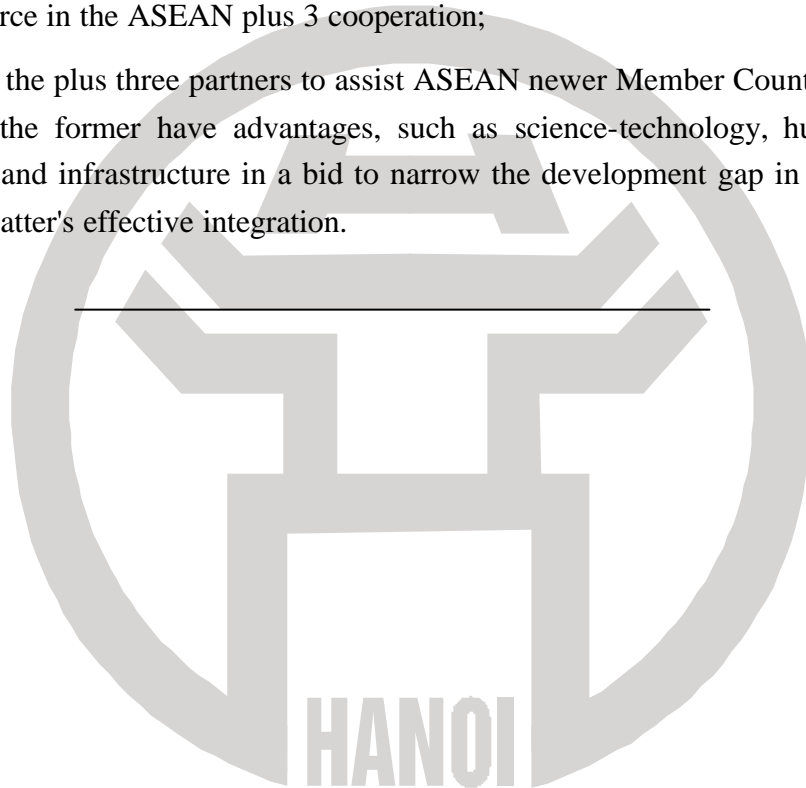 rce in the ASEAN plus 3 cooperation;
the plus three partners to assist ASEAN newer Member Count
the former have advantages, such as science-technology, hu
and infrastructure in a bid to narrow the development gap in
atter's effective integration.
HANOI